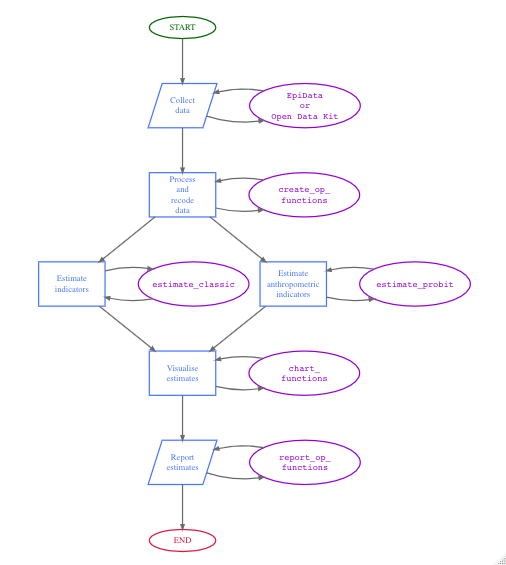 START
Collect
data
EpiData
or
Open Data Kit
Process
and
recode
data
create_op_
functions
Estimate
indicators
estimate_classic
Estimate
anthropometric
indicators
estimate_probit
Visualise
estimates
chart_
functions
Report
estimates
report_op_
functions
END